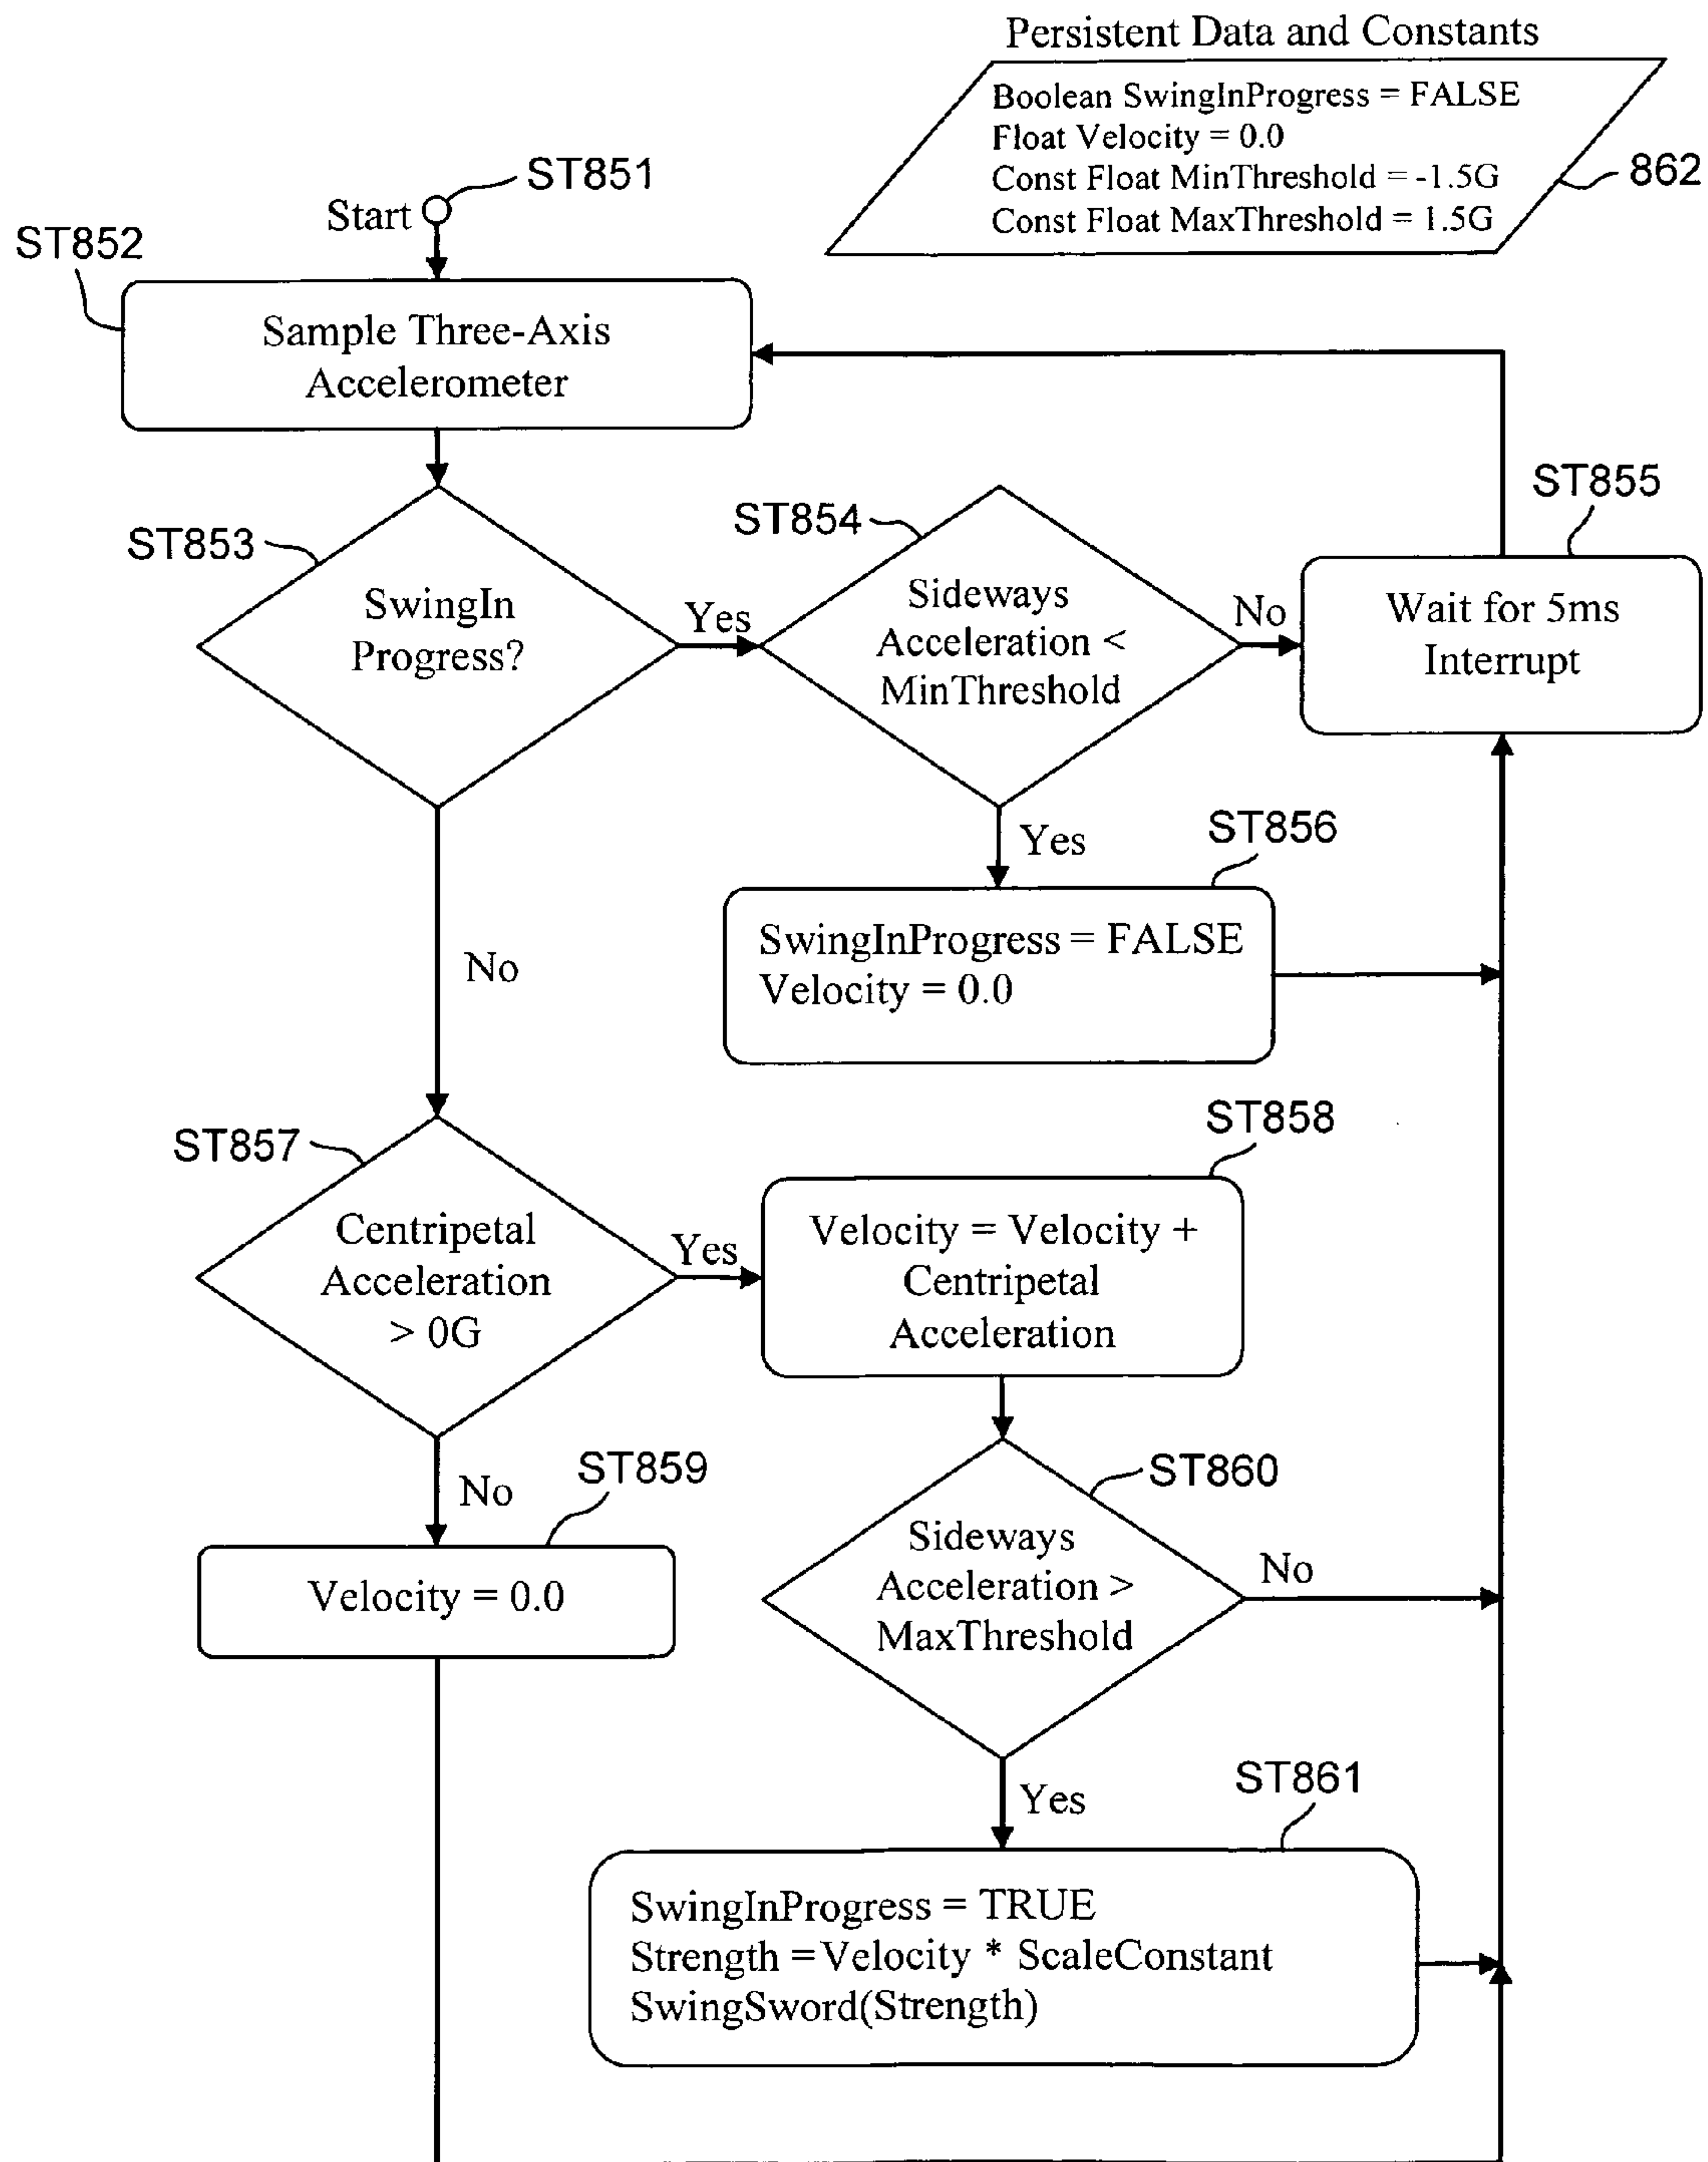 Persistent Data and Constants
Boolean SwingInProgress = FALSE
Float Velocity = 0.0
Const Float MinThreshold = -1.5G
Const Float MaxThreshold = 1.5G
862
ST851
Start
ST852
Sample Three-Axis
Accelerometer
ST853
SwingIn
Progress?
Yes
ST854
Sideways
Acceleration <
MinThreshold
No
ST855
Wait for 5ms
Interrupt
Yes
ST856
SwingInProgress = FALSE
Velocity = 0.0
No
ST857
Centripetal
Acceleration
> 0G
Yes
ST858
Velocity = Velocity +
Centripetal
Acceleration
No
ST859
Velocity = 0.0
ST860
Sideways
Acceleration >
MaxThreshold
No
Yes
ST861
SwingInProgress = TRUE
Strength =Velocity * ScaleConstant
SwingSword(Strength)